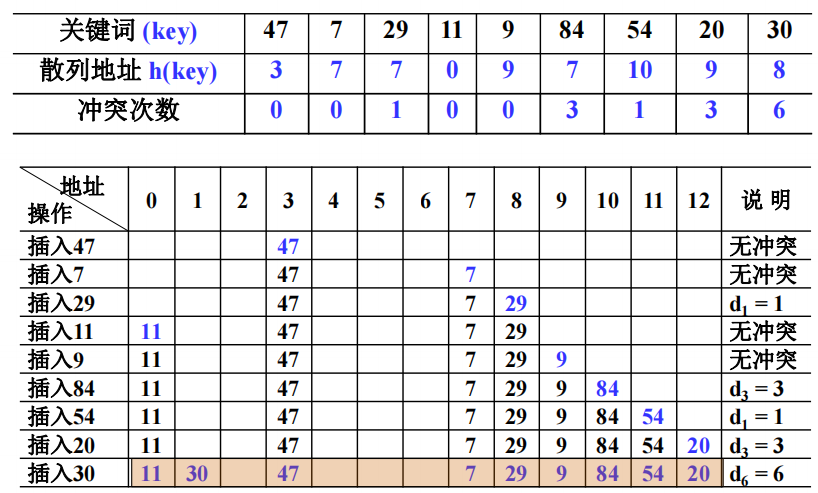 关键词 (key) 47 7 29 11 9 84 54 20 30
散列地址 h(key) 3 7 7 0 9 7 10 9 8
冲突次数 0 0 1 0 0 3 1 3 6
地址 操作 0 1 2 3 4 5 6 7 8 9 10 11 12 说 明
插入47 47 无冲突
插入7 47 7 无冲突
插入29 47 7 29 d₁ = 1
插入11 11 47 7 29 无冲突
插入9 11 47 7 29 9 无冲突
插入84 11 47 7 29 9 84 d₃ = 3
插入54 11 47 7 29 9 84 54 d₁ = 1
插入20 11 47 7 29 9 84 54 20 d₃ = 3
插入30 11 30 47 7 29 9 84 54 20 d₆ = 6